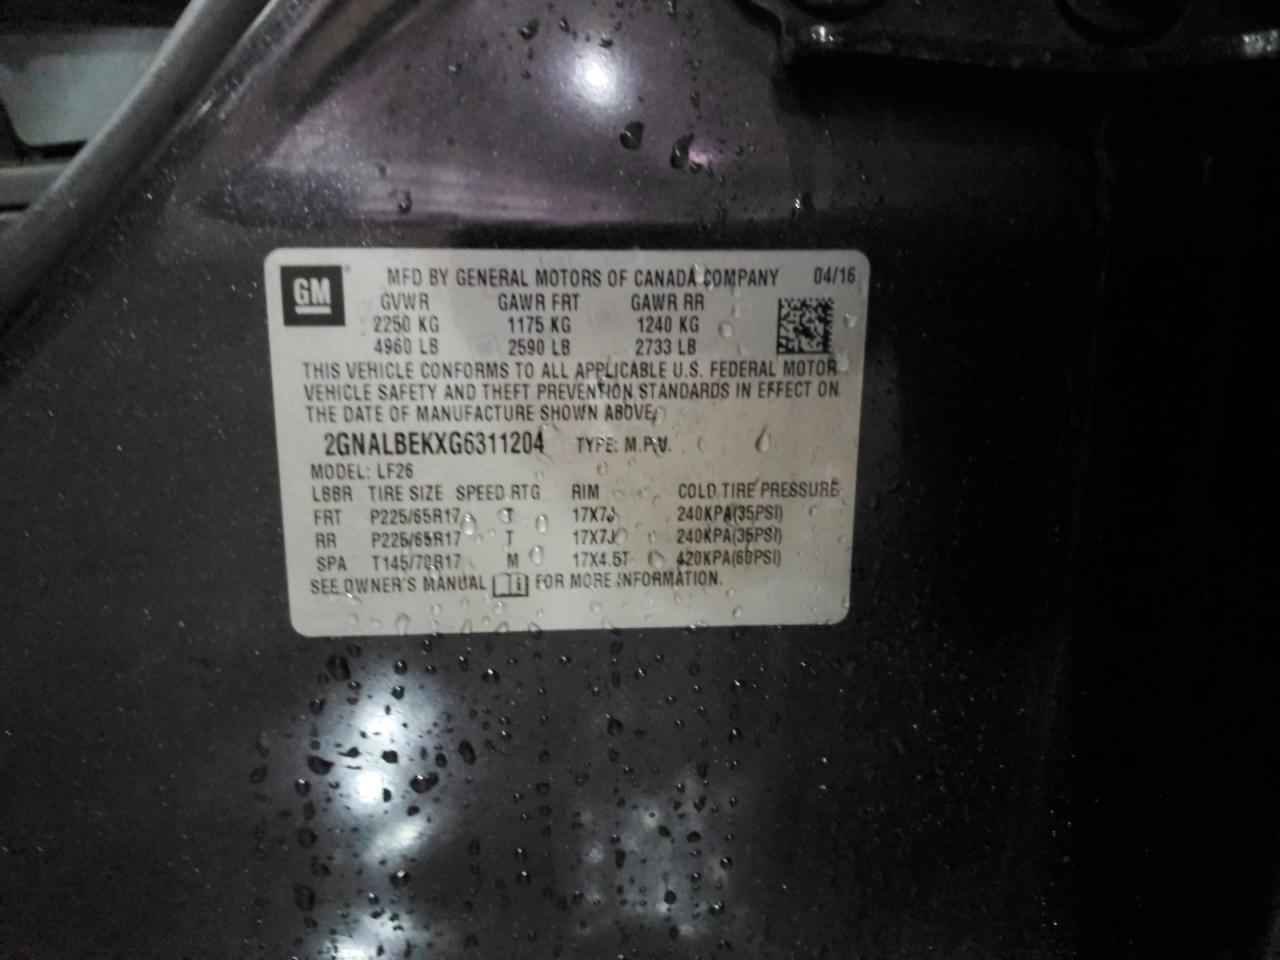 GM
MFD BY GENERAL MOTORS OF CANADA COMPANY 04/16
GVWR GAWR FRT GAWR RR
2250 KG 1175 KG 1240 KG
4960 LB 2590 LB 2733 LB
THIS VEHICLE CONFORMS TO ALL APPLICABLE U.S. FEDERAL MOTOR
VEHICLE SAFETY AND THEFT PREVENTION STANDARDS IN EFFECT ON
THE DATE OF MANUFACTURE SHOWN ABOVE.
2GNALBEKXG6311204 TYPE: M.P.V.
MODEL: LF26
LBBR TIRE SIZE SPEED RTG RIM COLD TIRE PRESSURE
FRT P225/65R17 T 17X7J 240KPA(35PSI)
RR P225/65R17 T 17X7J 240KPA(35PSI)
SPA T145/70R17 M 17X4.5T 420KPA(60PSI)
SEE OWNER'S MANUAL FOR MORE INFORMATION.